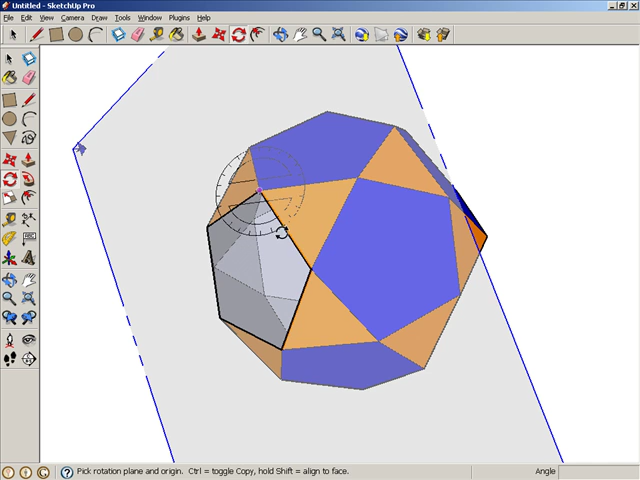 Untitled - SketchUp Pro
File Edit View Camera Draw Tools Window Plugins Help
Pick rotation plane and origin. Ctrl = toggle Copy, hold Shift = align to face. Angle